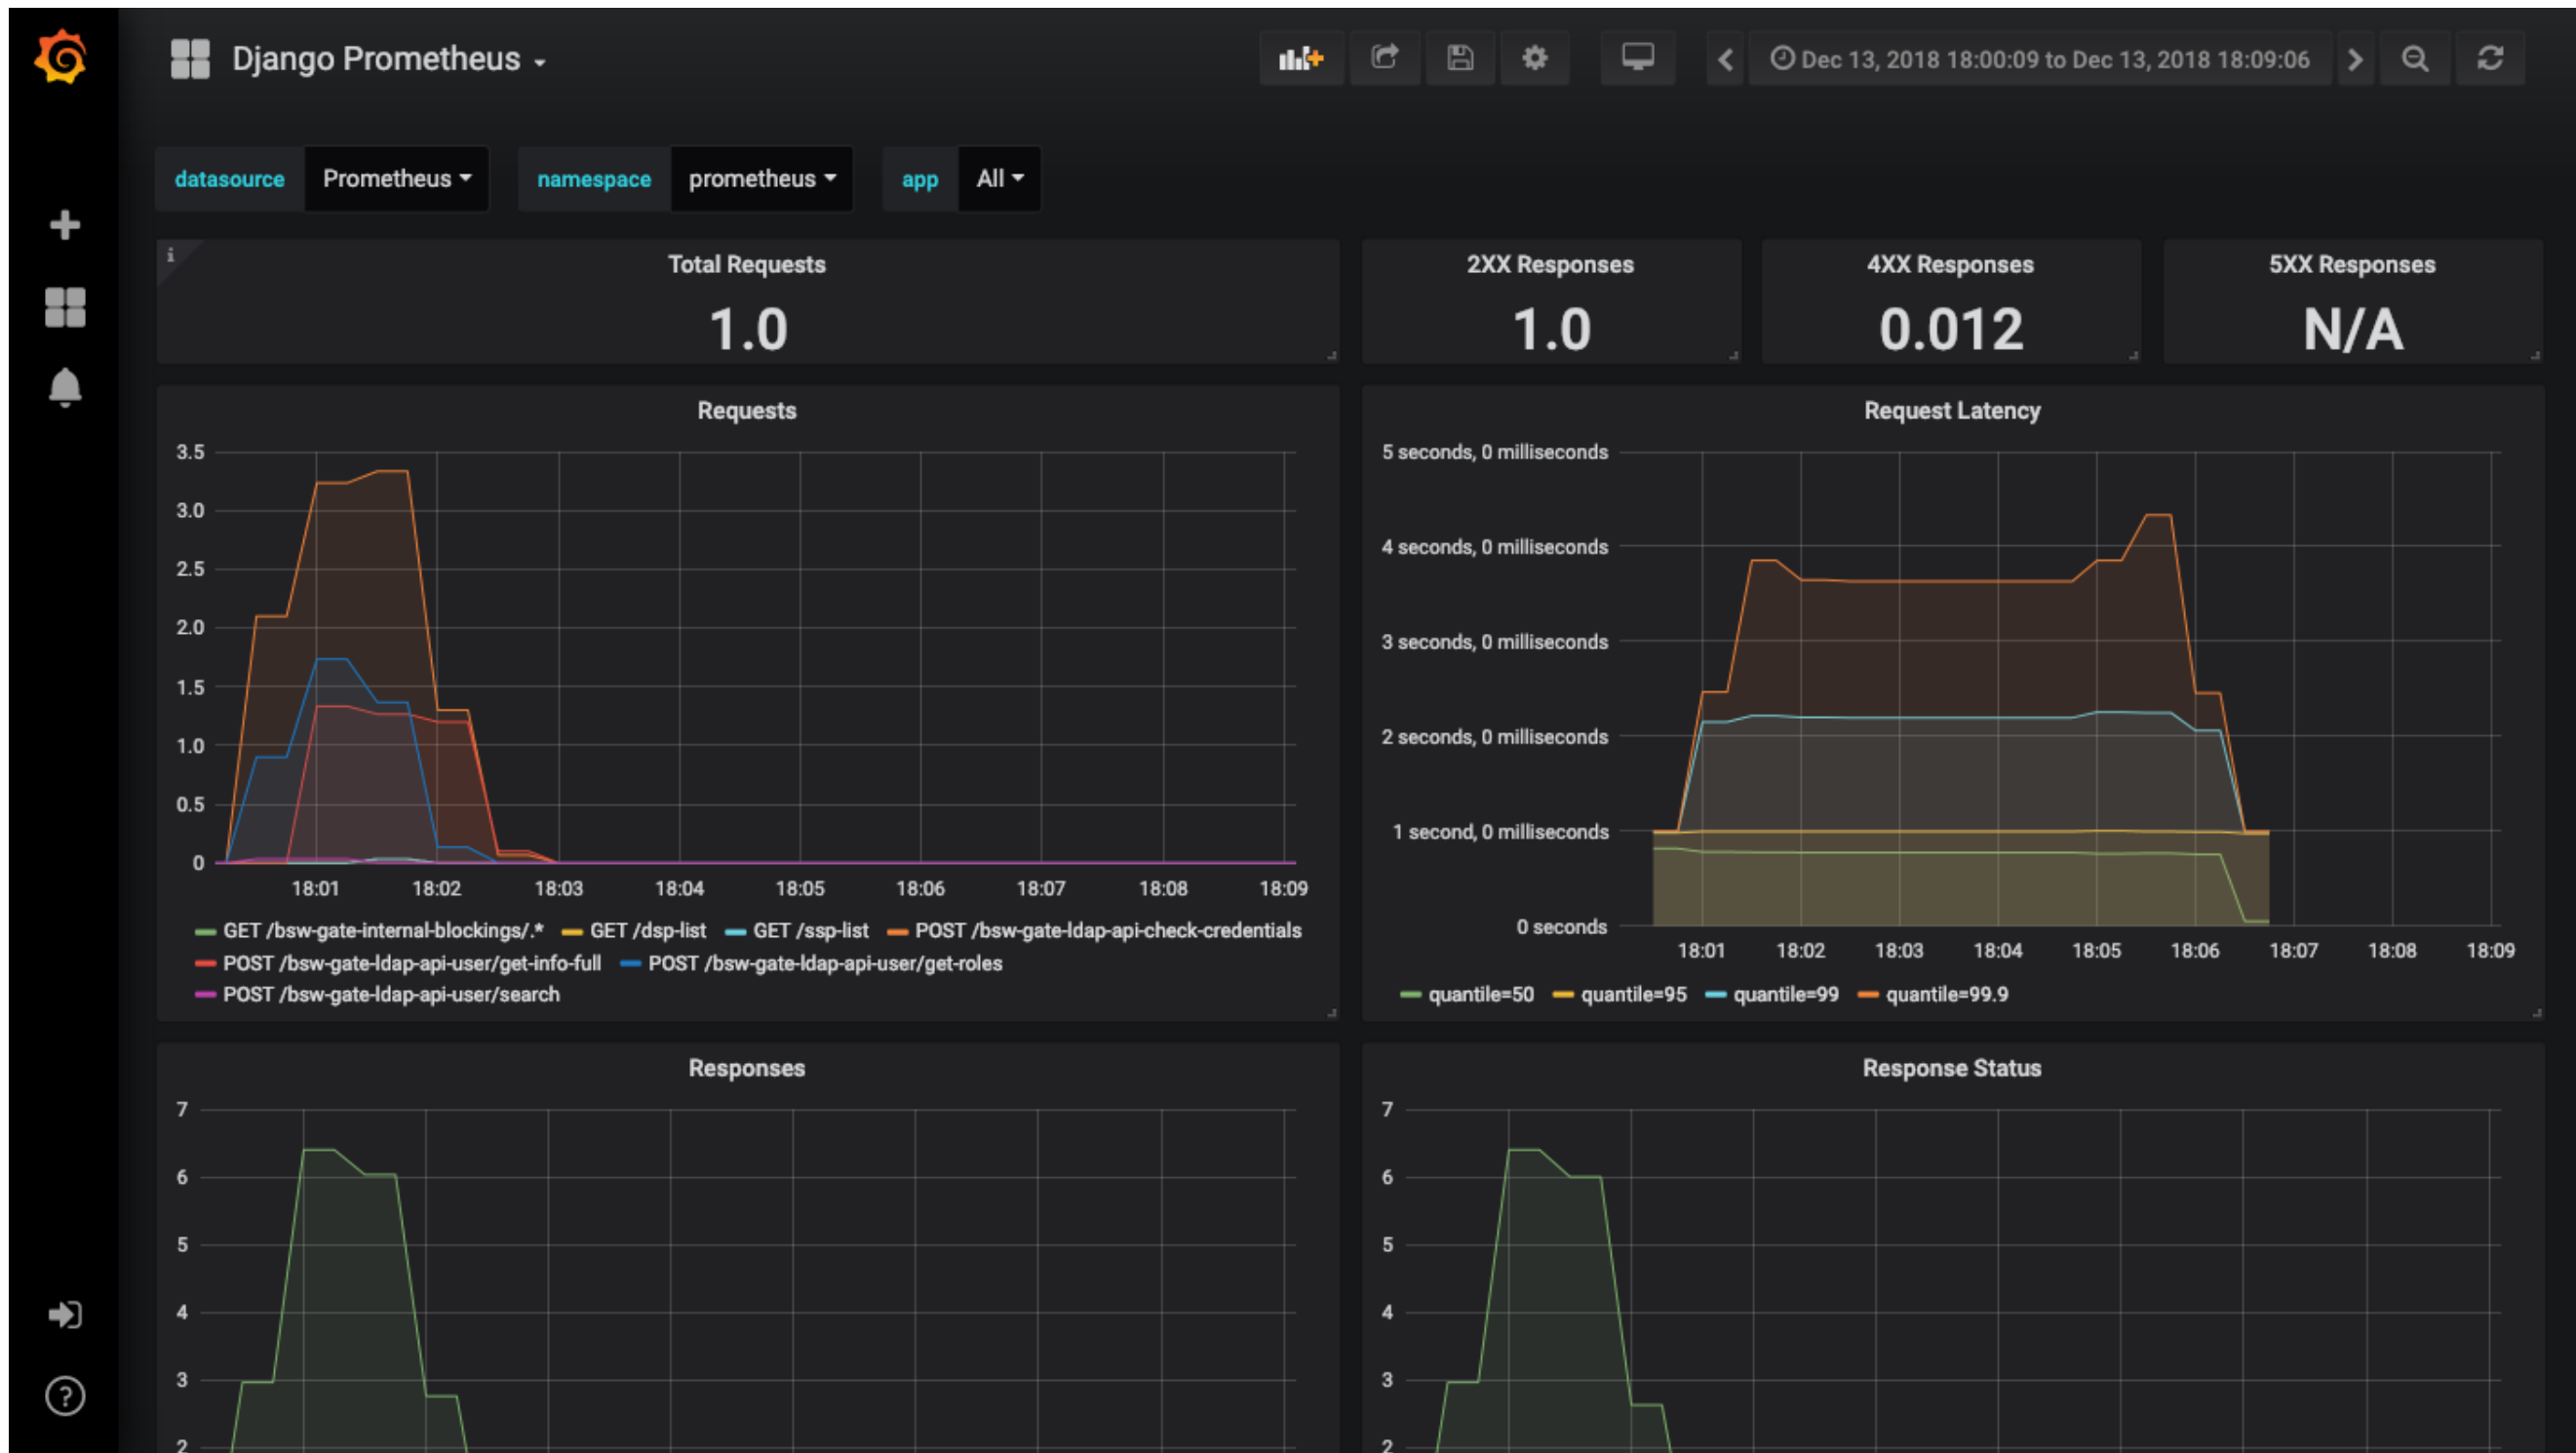 Django Prometheus
Dec 13, 2018 18:00:09 to Dec 13, 2018 18:09:06
datasource Prometheus namespace prometheus app All
i
Total Requests
1.0
2XX Responses
1.0
4XX Responses
0.012
5XX Responses
N/A
Requests
3.5
3.0
2.5
2.0
1.5
1.0
0.5
0
18:01 18:02 18:03 18:04 18:05 18:06 18:07 18:08 18:09
GET /bsw-gate-internal-blockings/.* GET /dsp-list GET /ssp-list POST /bsw-gate-ldap-api-check-credentials
POST /bsw-gate-ldap-api-user/get-info-full POST /bsw-gate-ldap-api-user/get-roles
POST /bsw-gate-ldap-api-user/search
Request Latency
5 seconds, 0 milliseconds
4 seconds, 0 milliseconds
3 seconds, 0 milliseconds
2 seconds, 0 milliseconds
1 second, 0 milliseconds
0 seconds
18:01 18:02 18:03 18:04 18:05 18:06 18:07 18:08 18:09
quantile=50 quantile=95 quantile=99 quantile=99.9
Responses
7
6
5
4
3
2
Response Status
7
6
5
4
3
2
?